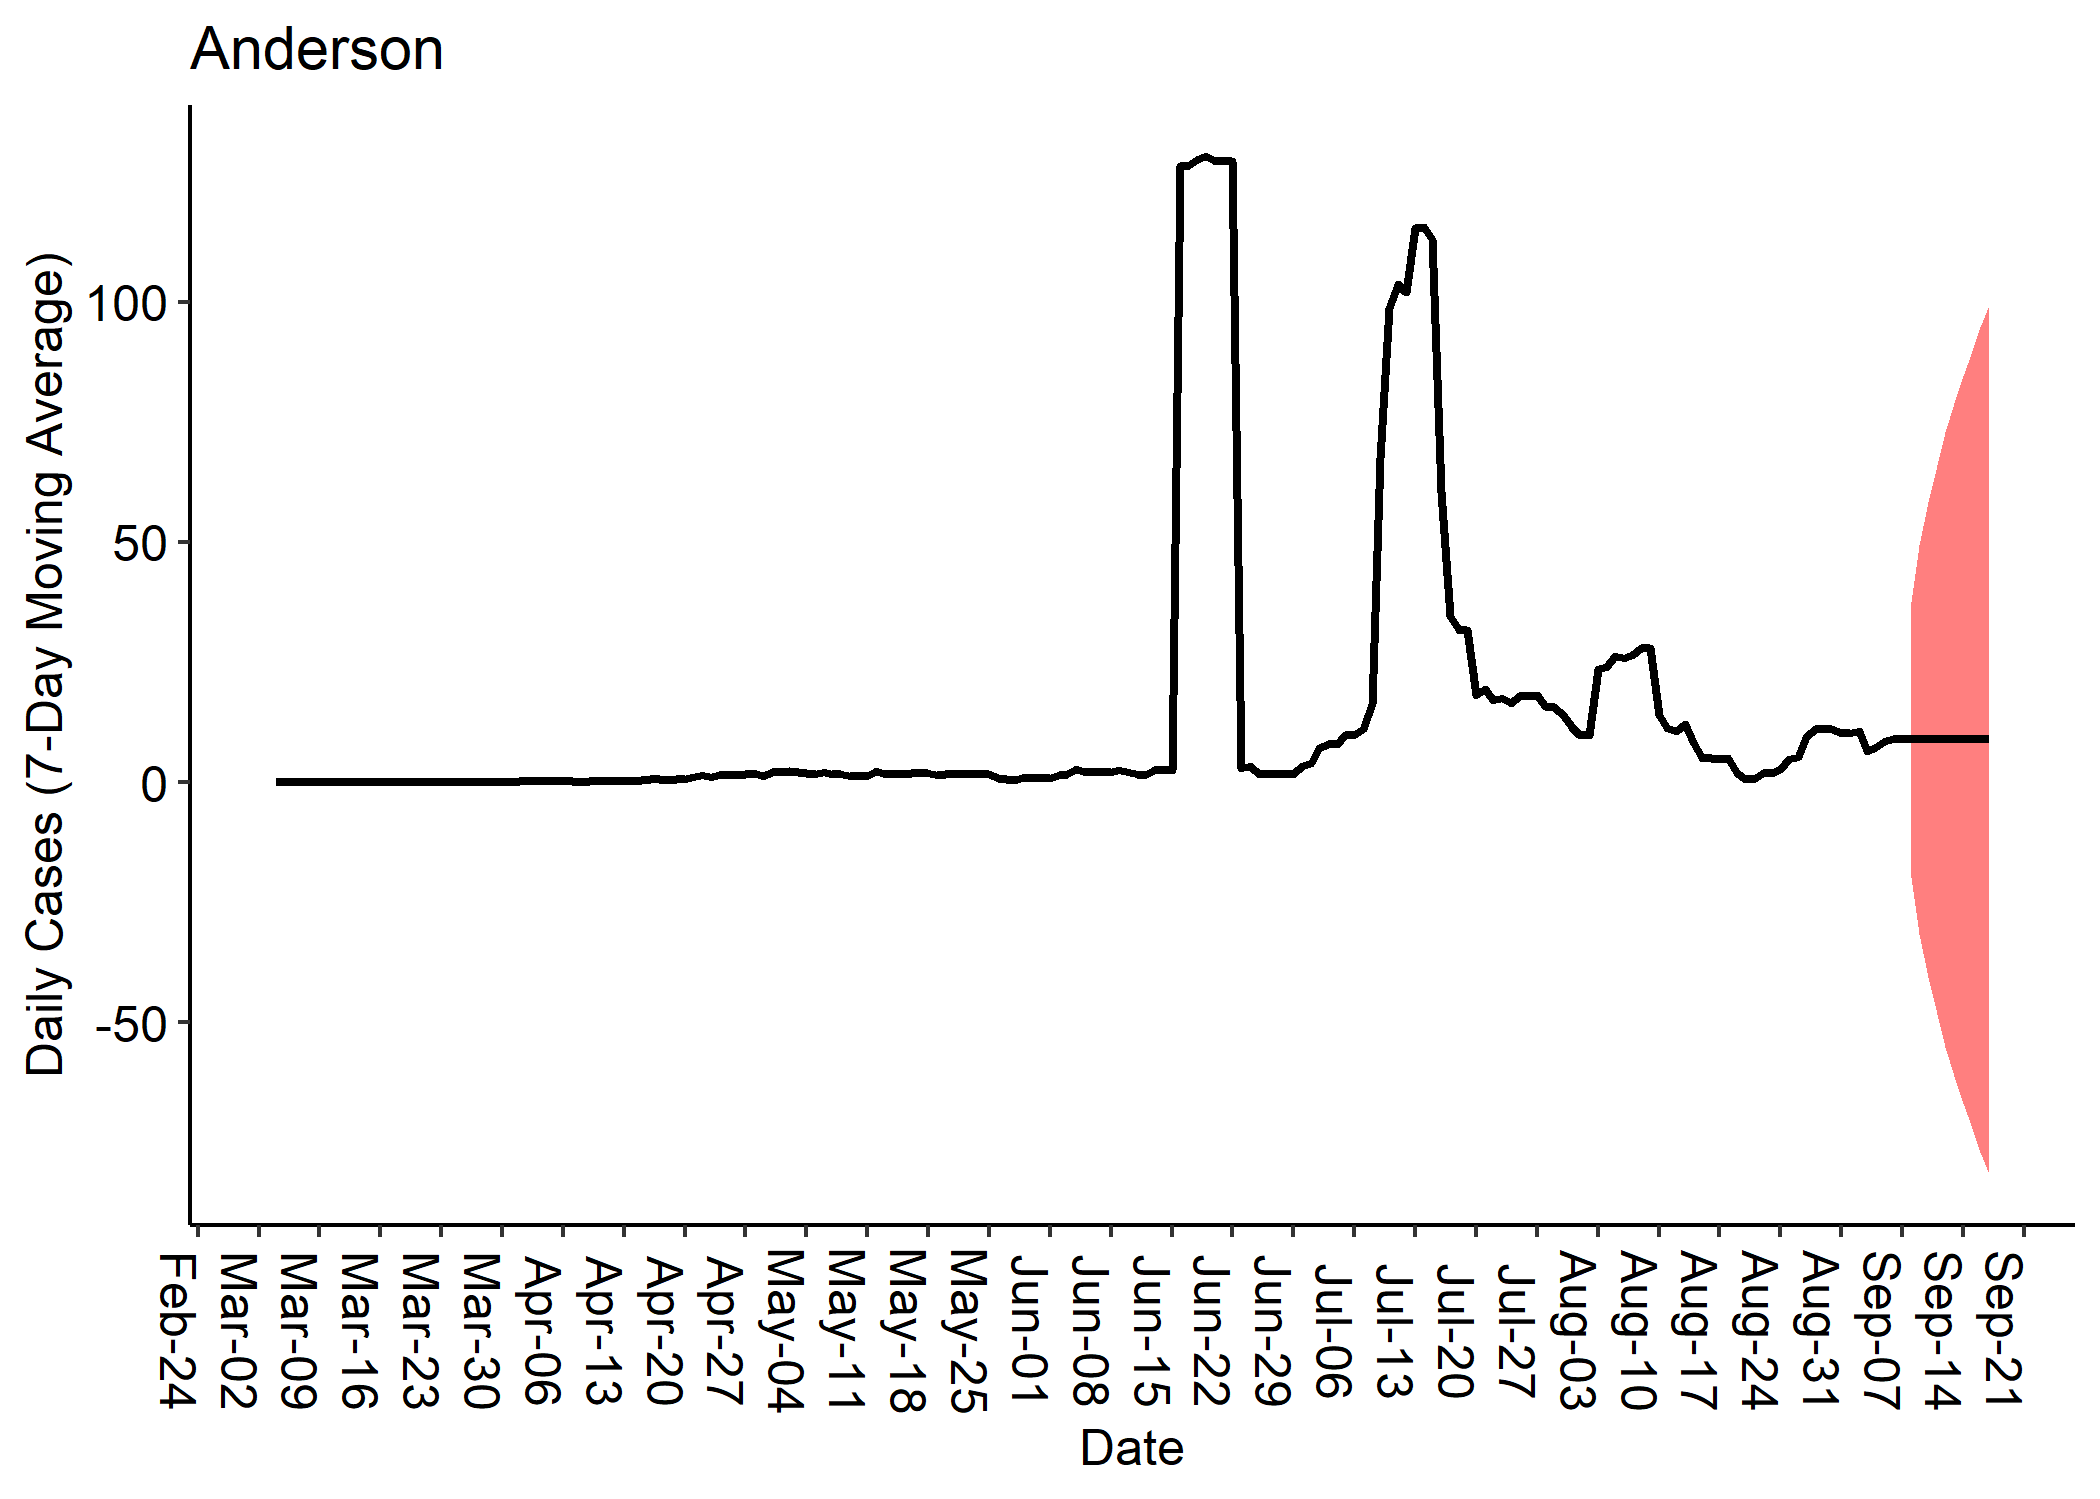 Anderson
Daily Cases (7-Day Moving Average)
100
50
0
-50
Feb-24
Mar-02
Mar-09
Mar-16
Mar-23
Mar-30
Apr-06
Apr-13
Apr-20
Apr-27
May-04
May-11
May-18
May-25
Jun-01
Jun-08
Jun-15
Jun-22
Jun-29
Jul-06
Jul-13
Jul-20
Jul-27
Aug-03
Aug-10
Aug-17
Aug-24
Aug-31
Sep-07
Sep-14
Sep-21
Date